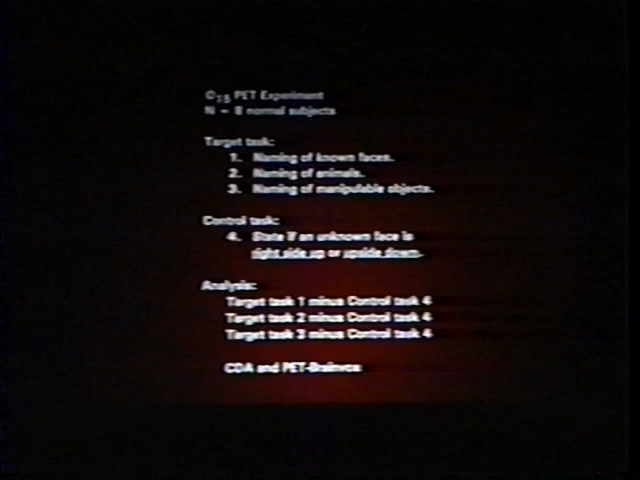 O15 PET Experiment
N = 8 normal subjects
Target task:
1. Naming of known faces.
2. Naming of animals.
3. Naming of manipulable objects.
Control task:
4. State if an unknown face is
right side up or upside down.
Analysis:
Target task 1 minus Control task 4
Target task 2 minus Control task 4
Target task 3 minus Control task 4
CDA and PET-Brainvox